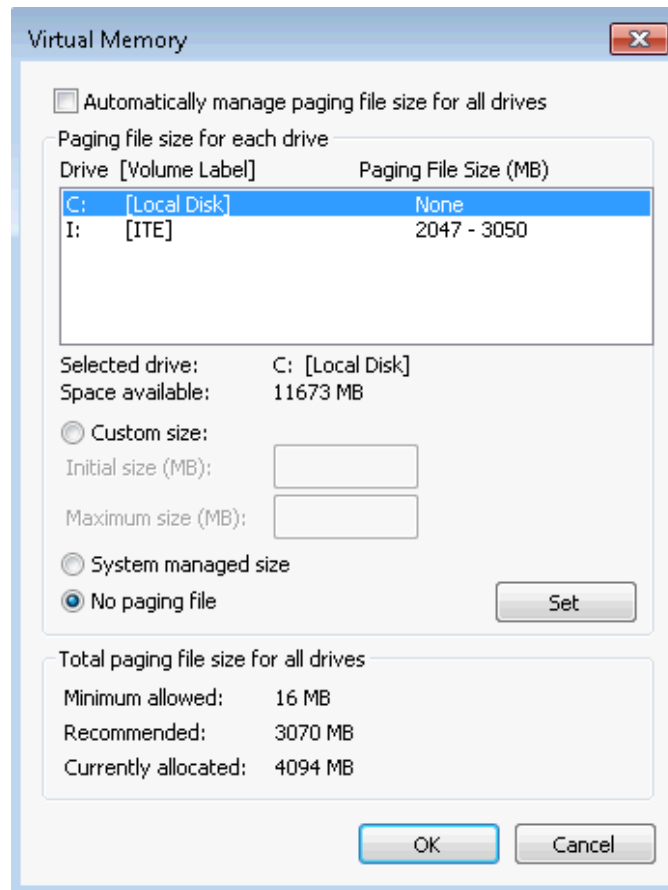 Virtual Memory
Automatically manage paging file size for all drives
Paging file size for each drive
Drive [Volume Label] Paging File Size (MB)
C: [Local Disk] None
I: [ITE] 2047 - 3050
Selected drive: C: [Local Disk]
Space available: 11673 MB
Custom size:
Initial size (MB):
Maximum size (MB):
System managed size
No paging file Set
Total paging file size for all drives
Minimum allowed: 16 MB
Recommended: 3070 MB
Currently allocated: 4094 MB
OK Cancel